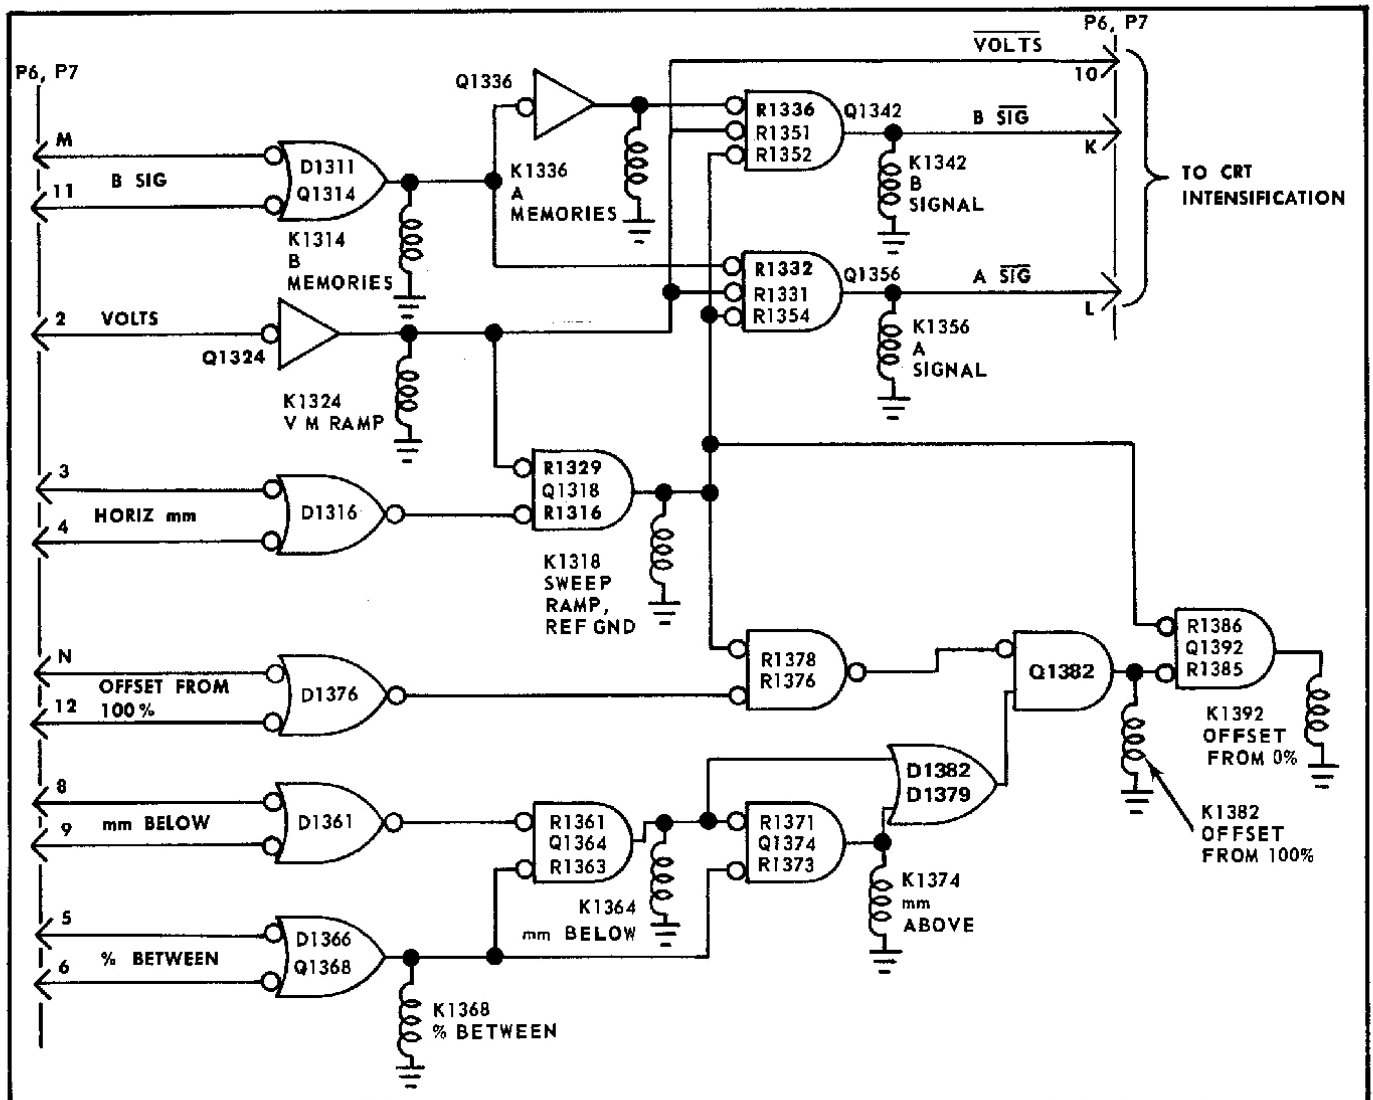 P6, P7
VOLTS
10
P6, P7
Q1336
R1336
R1351
R1352
Q1342
B SIG
K
M
B SIG
11
D1311
Q1314
K1336
A
MEMORIES
K1342
B
SIGNAL
TO CRT
INTENSIFICATION
K1314
B
MEMORIES
R1332
R1331
R1354
Q1356
A SIG
L
2 VOLTS
Q1324
K1356
A
SIGNAL
K1324
V M RAMP
3
HORIZ mm
4
D1316
R1329
Q1318
R1316
K1318
SWEEP
RAMP,
REF GND
N
OFFSET FROM
100%
12
D1376
R1378
R1376
Q1382
R1386
Q1392
R1385
K1392
OFFSET
FROM 0%
8
mm BELOW
9
D1361
R1361
Q1364
R1363
R1371
Q1374
R1373
D1382
D1379
K1382
OFFSET
FROM 100%
K1364
mm BELOW
K1374
mm
ABOVE
5
% BETWEEN
6
D1366
Q1368
K1368
% BETWEEN